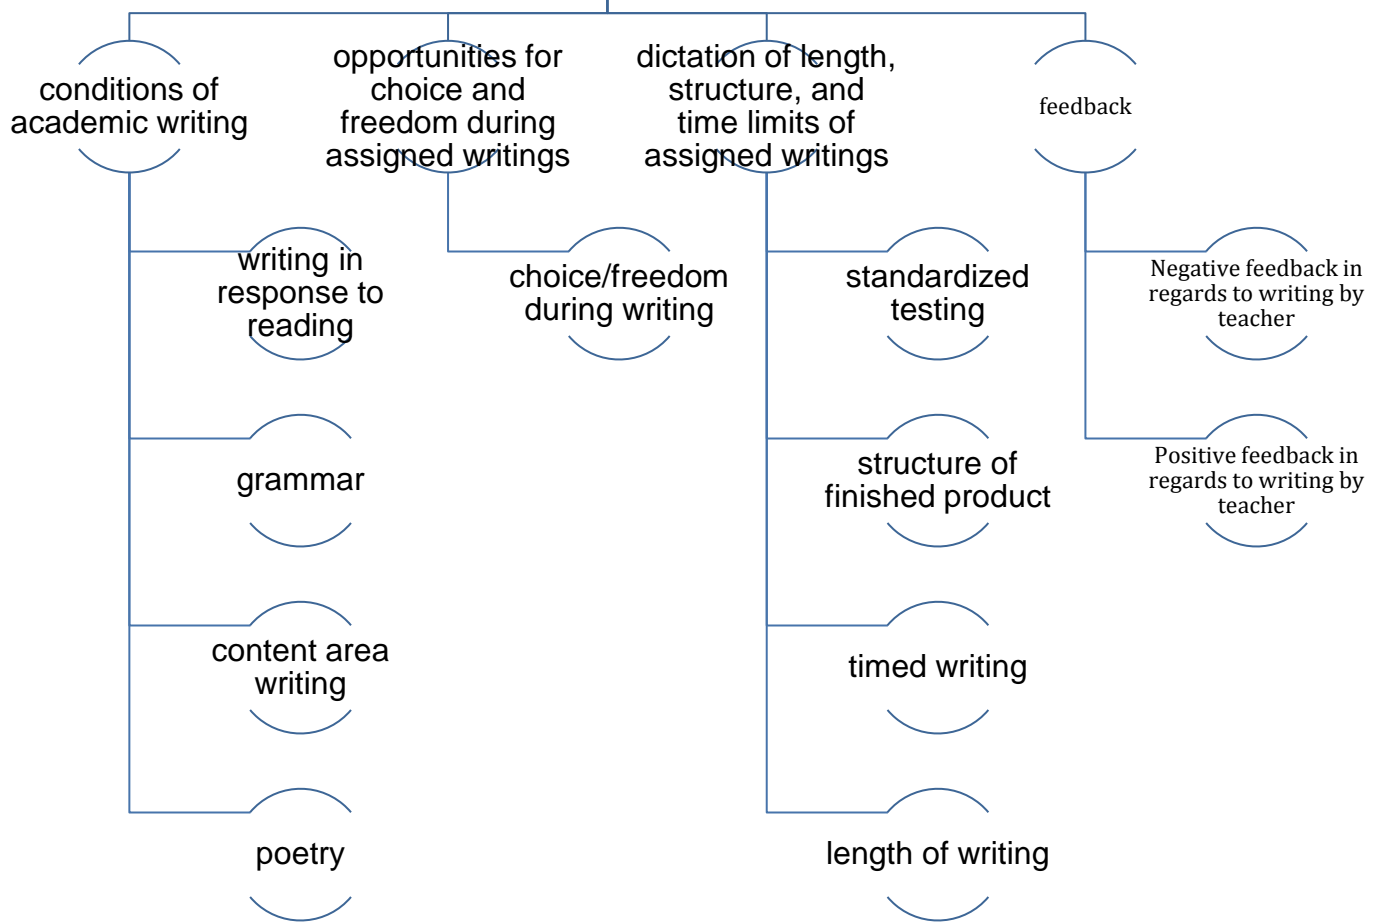 conditions of
academic writing
writing in
response to
reading
grammar
content area
writing
poetry
opportunities for
choice and
freedom during
assigned writings
choice/freedom
during writing
dictation of length,
structure, and
time limits of
assigned writings
standardized
testing
structure of
finished product
timed writing
length of writing
feedback
Negative feedback in
regards to writing by
teacher
Positive feedback in
regards to writing by
teacher